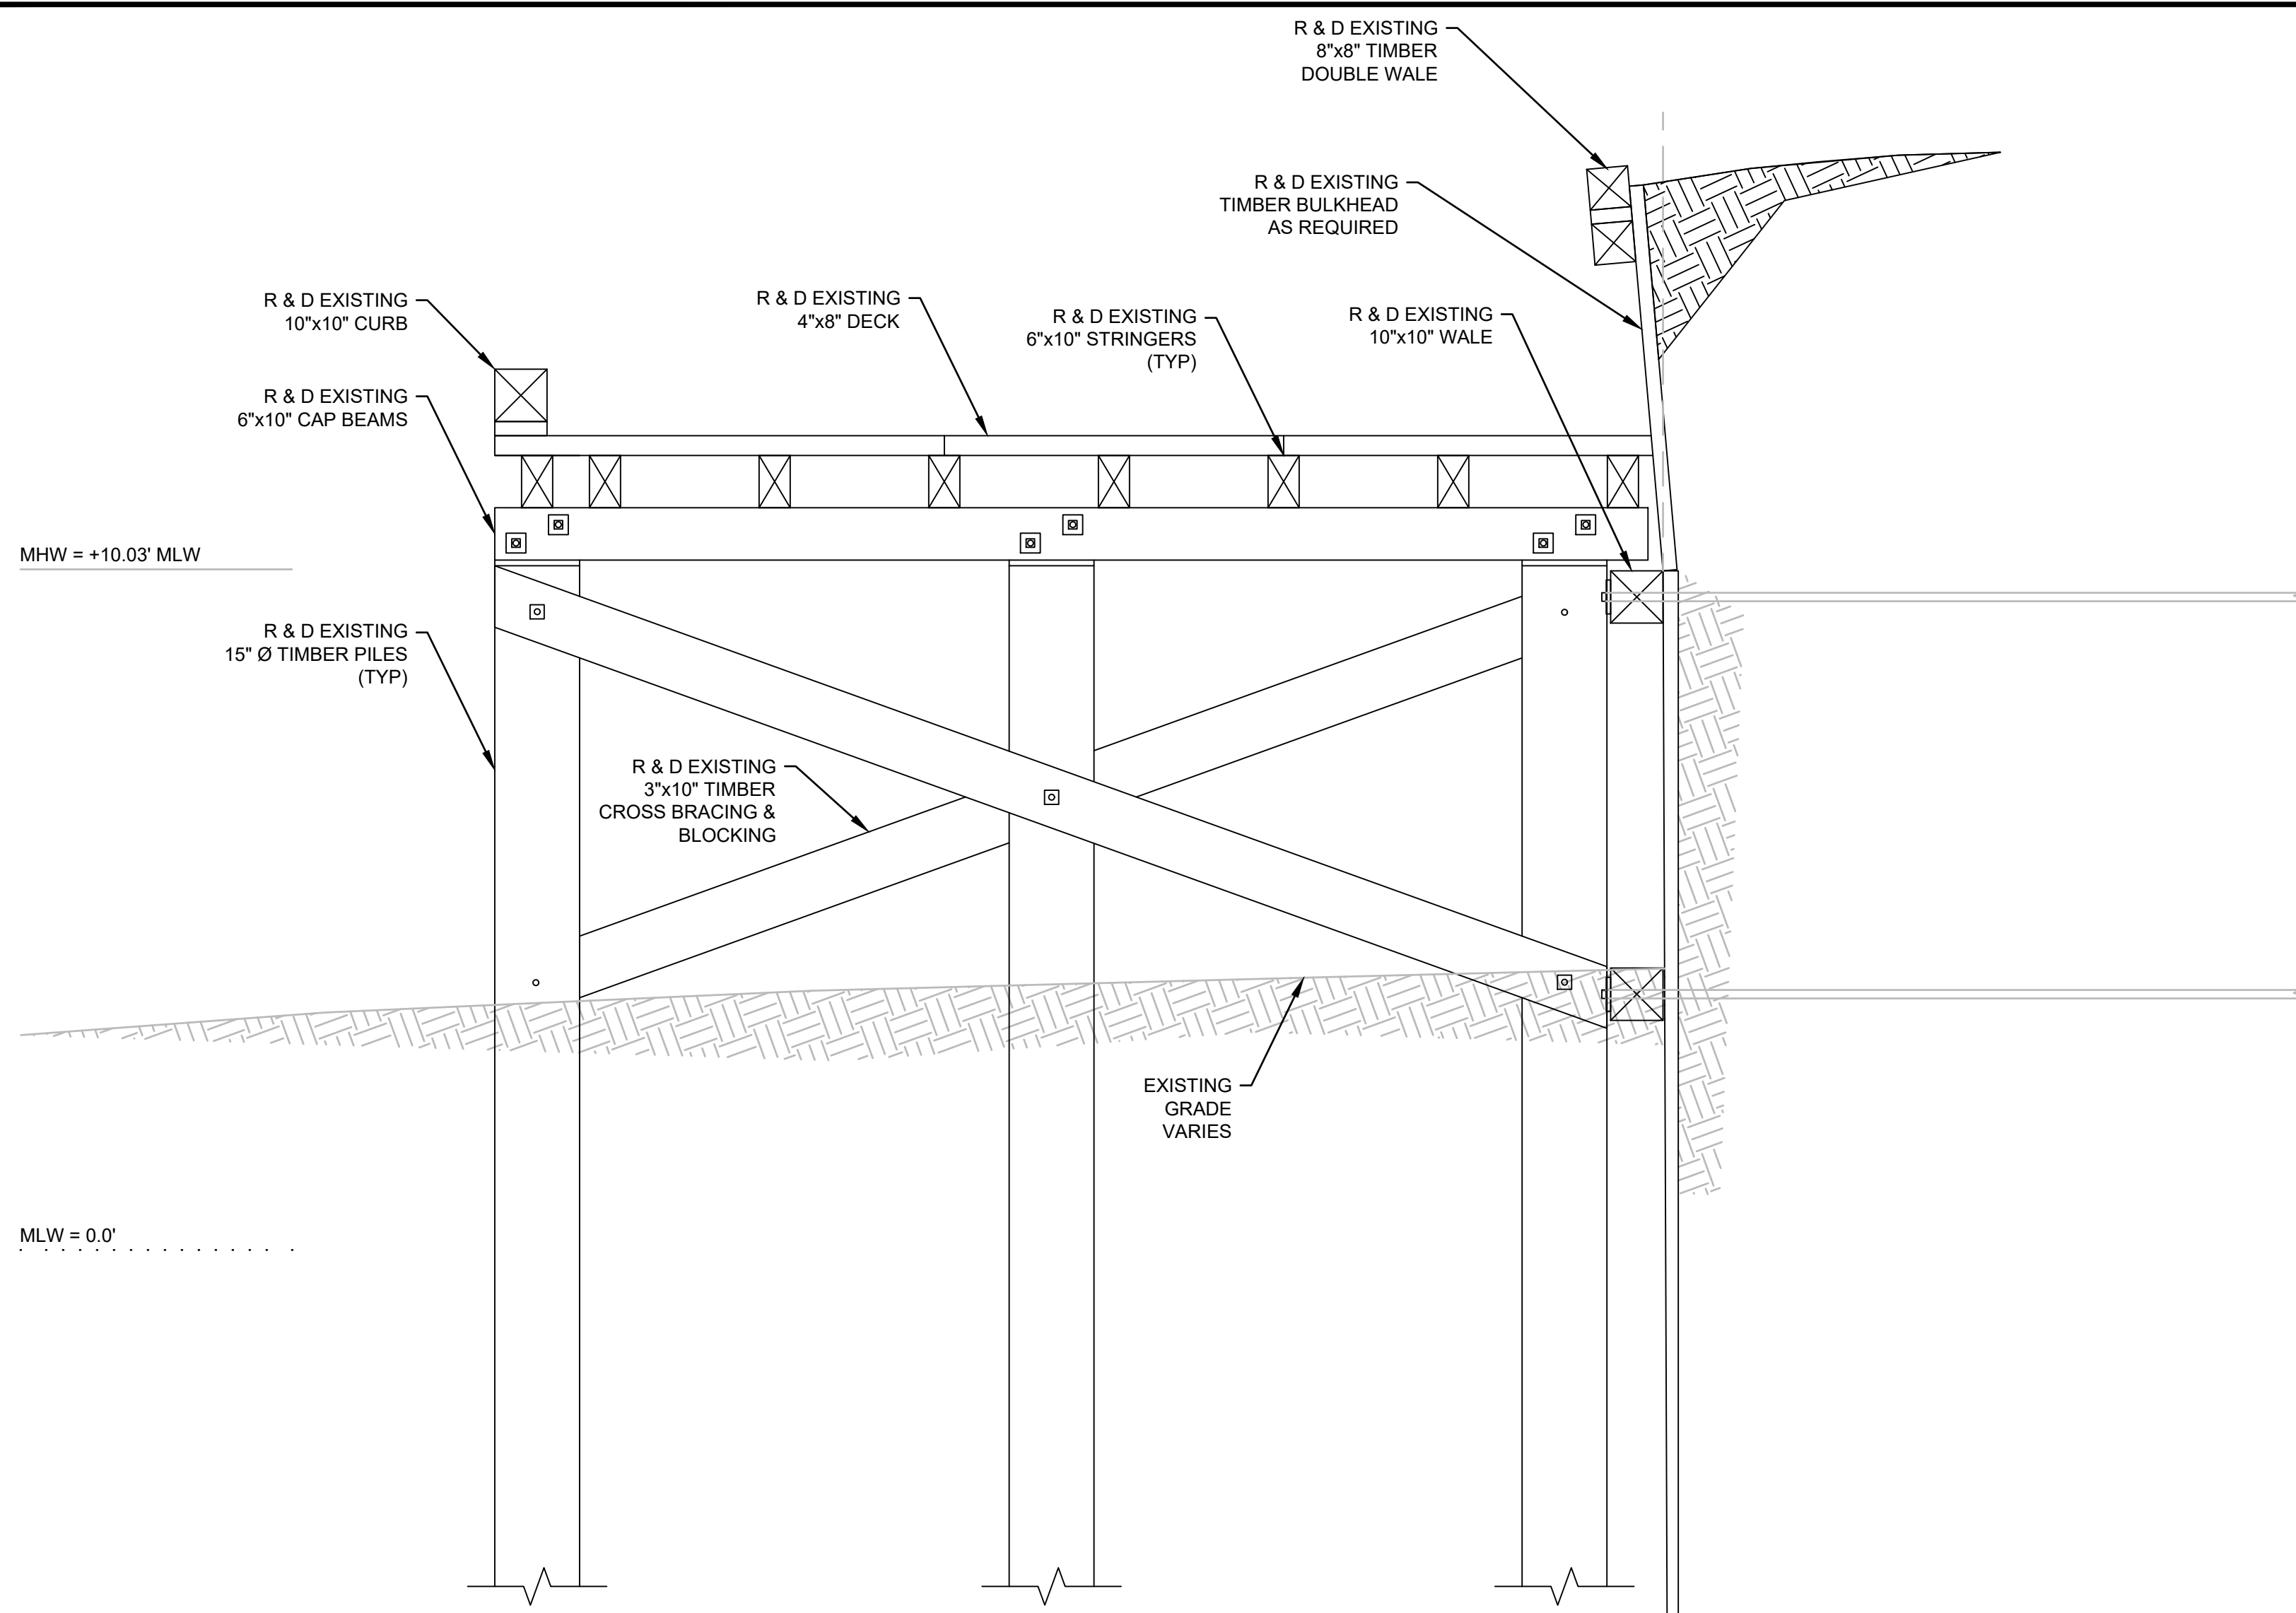 R & D EXISTING
8"x8" TIMBER
DOUBLE WALE
R & D EXISTING
TIMBER BULKHEAD
AS REQUIRED
R & D EXISTING
10"x10" CURB
R & D EXISTING
4"x8" DECK
R & D EXISTING
6"x10" STRINGERS
(TYP)
R & D EXISTING
10"x10" WALE
R & D EXISTING
6"x10" CAP BEAMS
MHW = +10.03' MLW
R & D EXISTING
15" Ø TIMBER PILES
(TYP)
R & D EXISTING
3"x10" TIMBER
CROSS BRACING &
BLOCKING
EXISTING
GRADE
VARIES
MLW = 0.0'